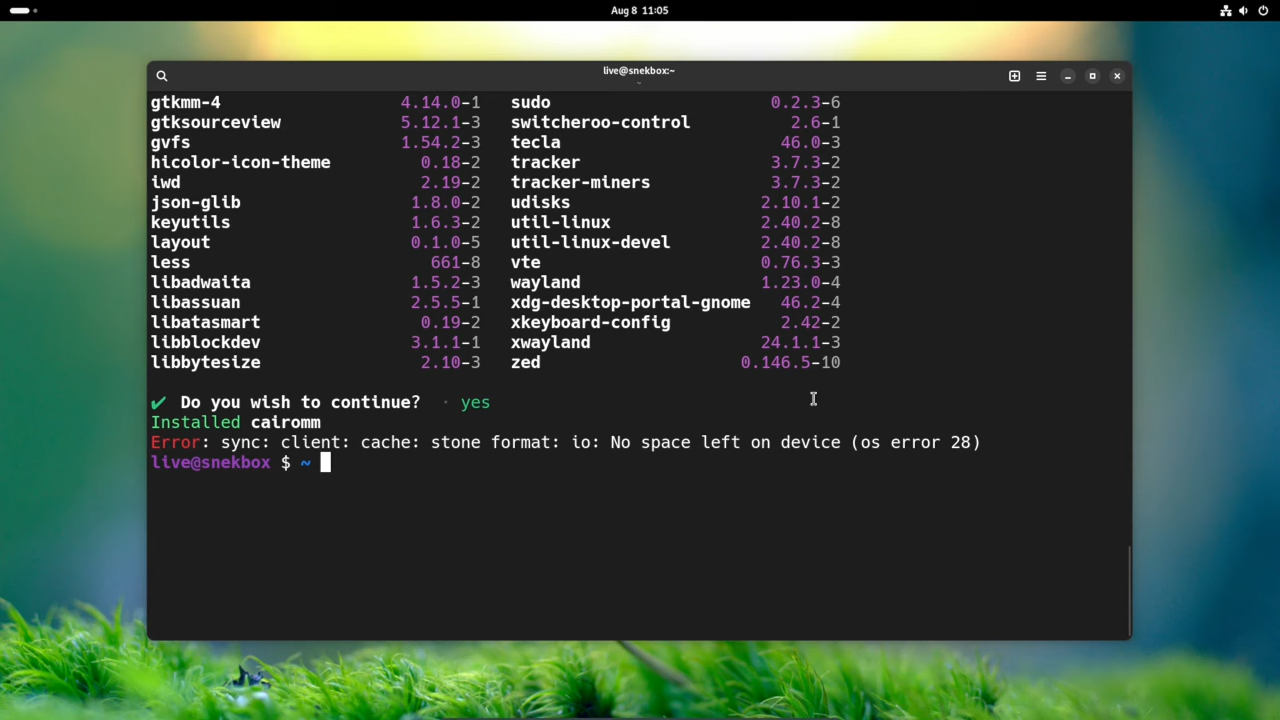 Aug 8 11:05
live@snekbox:~
gtkmm-4 4.14.0-1 sudo 0.2.3-6
gtksourceview 5.12.1-3 switcheroo-control 2.6-1
gvfs 1.54.2-3 tecla 46.0-3
hicolor-icon-theme 0.18-2 tracker 3.7.3-2
iwd 2.19-2 tracker-miners 3.7.3-2
json-glib 1.8.0-2 udisks 2.10.1-2
keyutils 1.6.3-2 util-linux 2.40.2-8
layout 0.1.0-5 util-linux-devel 2.40.2-8
less 661-8 vte 0.76.3-3
libadwaita 1.5.2-3 wayland 1.23.0-4
libassuan 2.5.5-1 xdg-desktop-portal-gnome 46.2-4
libatasmart 0.19-2 xkeyboard-config 2.42-2
libblockdev 3.1.1-1 xwayland 24.1.1-3
libbytesize 2.10-3 zed 0.146.5-10
✔ Do you wish to continue? · yes
Installed cairomm
Error: sync: client: cache: stone format: io: No space left on device (os error 28)
live@snekbox $ ~